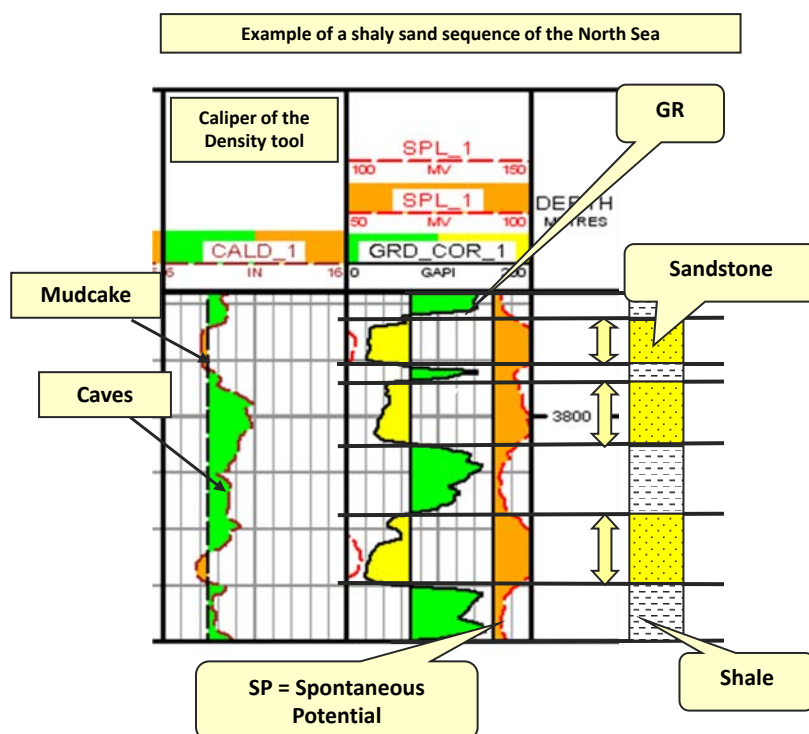 Example of a shaly sand sequence of the North Sea
Caliper of the
Density tool
GR
SPL_1
100 MV 150
SPL_1
50 MV 100
DEPTH
METRES
CALD_1
6 IN 16
GRD_COR_1
0 GAPI 200
Sandstone
Mudcake
Caves
3800
SP = Spontaneous
Potential
Shale